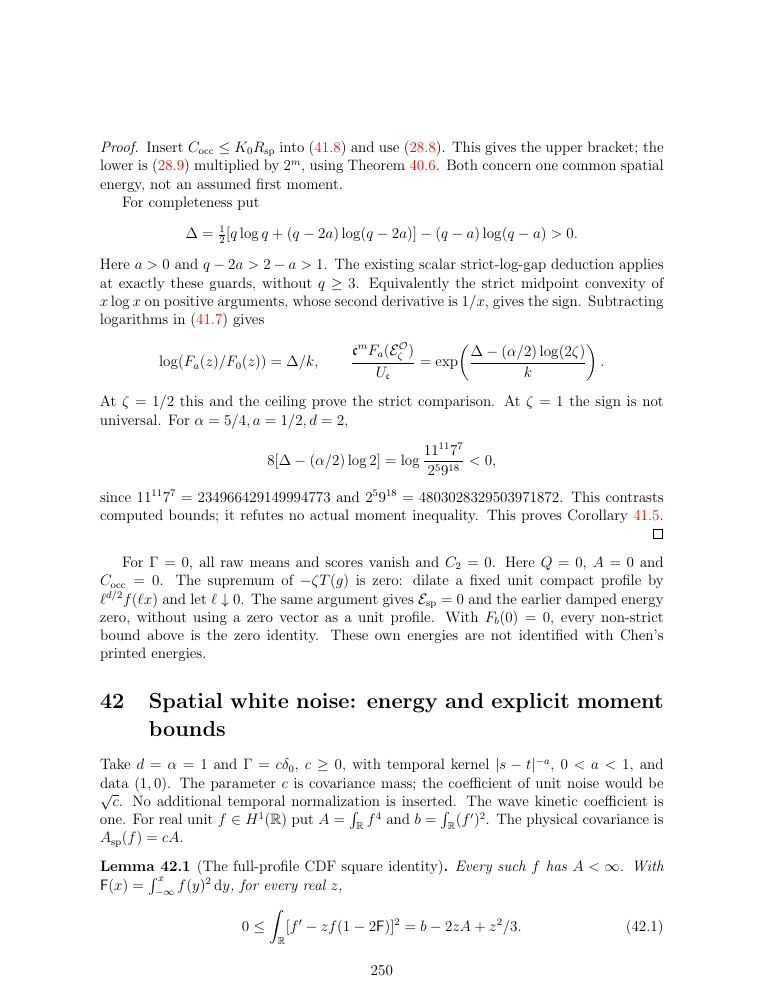 Proof. Insert C_occ ≤ K_0R_sp into (41.8) and use (28.8). This gives the upper bracket; the
lower is (28.9) multiplied by 2^m, using Theorem 40.6. Both concern one common spatial
energy, not an assumed first moment.
For completeness put
Δ = ½[q log q + (q − 2a) log(q − 2a)] − (q − a) log(q − a) > 0.
Here a > 0 and q − 2a > 2 − a > 1. The existing scalar strict-log-gap deduction applies
at exactly these guards, without q ≥ 3. Equivalently the strict midpoint convexity of
x log x on positive arguments, whose second derivative is 1/x, gives the sign. Subtracting
logarithms in (41.7) gives
log(F_a(z)/F_0(z)) = Δ/k, 𝔠^m F_a(ℰ_ζ^𝒪)/U_𝔠 = exp((Δ − (α/2) log(2ζ))/k).
At ζ = 1/2 this and the ceiling prove the strict comparison. At ζ = 1 the sign is not
universal. For α = 5/4, a = 1/2, d = 2,
8[Δ − (α/2) log 2] = log (11^11 7^7)/(2^5 9^18) < 0,
since 11^11 7^7 = 234966429149994773 and 2^5 9^18 = 4803028329503971872. This contrasts
computed bounds; it refutes no actual moment inequality. This proves Corollary 41.5.
□
For Γ = 0, all raw means and scores vanish and C_2 = 0. Here Q = 0, A = 0 and
C_occ = 0. The supremum of −ζT(g) is zero: dilate a fixed unit compact profile by
ℓ^{d/2} f(ℓx) and let ℓ ↓ 0. The same argument gives ℰ_sp = 0 and the earlier damped energy
zero, without using a zero vector as a unit profile. With F_b(0) = 0, every non-strict
bound above is the zero identity. These own energies are not identified with Chen's
printed energies.
42 Spatial white noise: energy and explicit moment
bounds
Take d = α = 1 and Γ = cδ_0, c ≥ 0, with temporal kernel |s − t|^{−a}, 0 < a < 1, and
data (1, 0). The parameter c is covariance mass; the coefficient of unit noise would be
√c. No additional temporal normalization is inserted. The wave kinetic coefficient is
one. For real unit f ∈ H^1(ℝ) put A = ∫_ℝ f^4 and b = ∫_ℝ(f′)^2. The physical covariance is
A_sp(f) = cA.
Lemma 42.1 (The full-profile CDF square identity). Every such f has A < ∞. With
F(x) = ∫_{−∞}^x f(y)^2 dy, for every real z,
0 ≤ ∫_ℝ [f′ − zf(1 − 2F)]^2 = b − 2zA + z^2/3. (42.1)
250